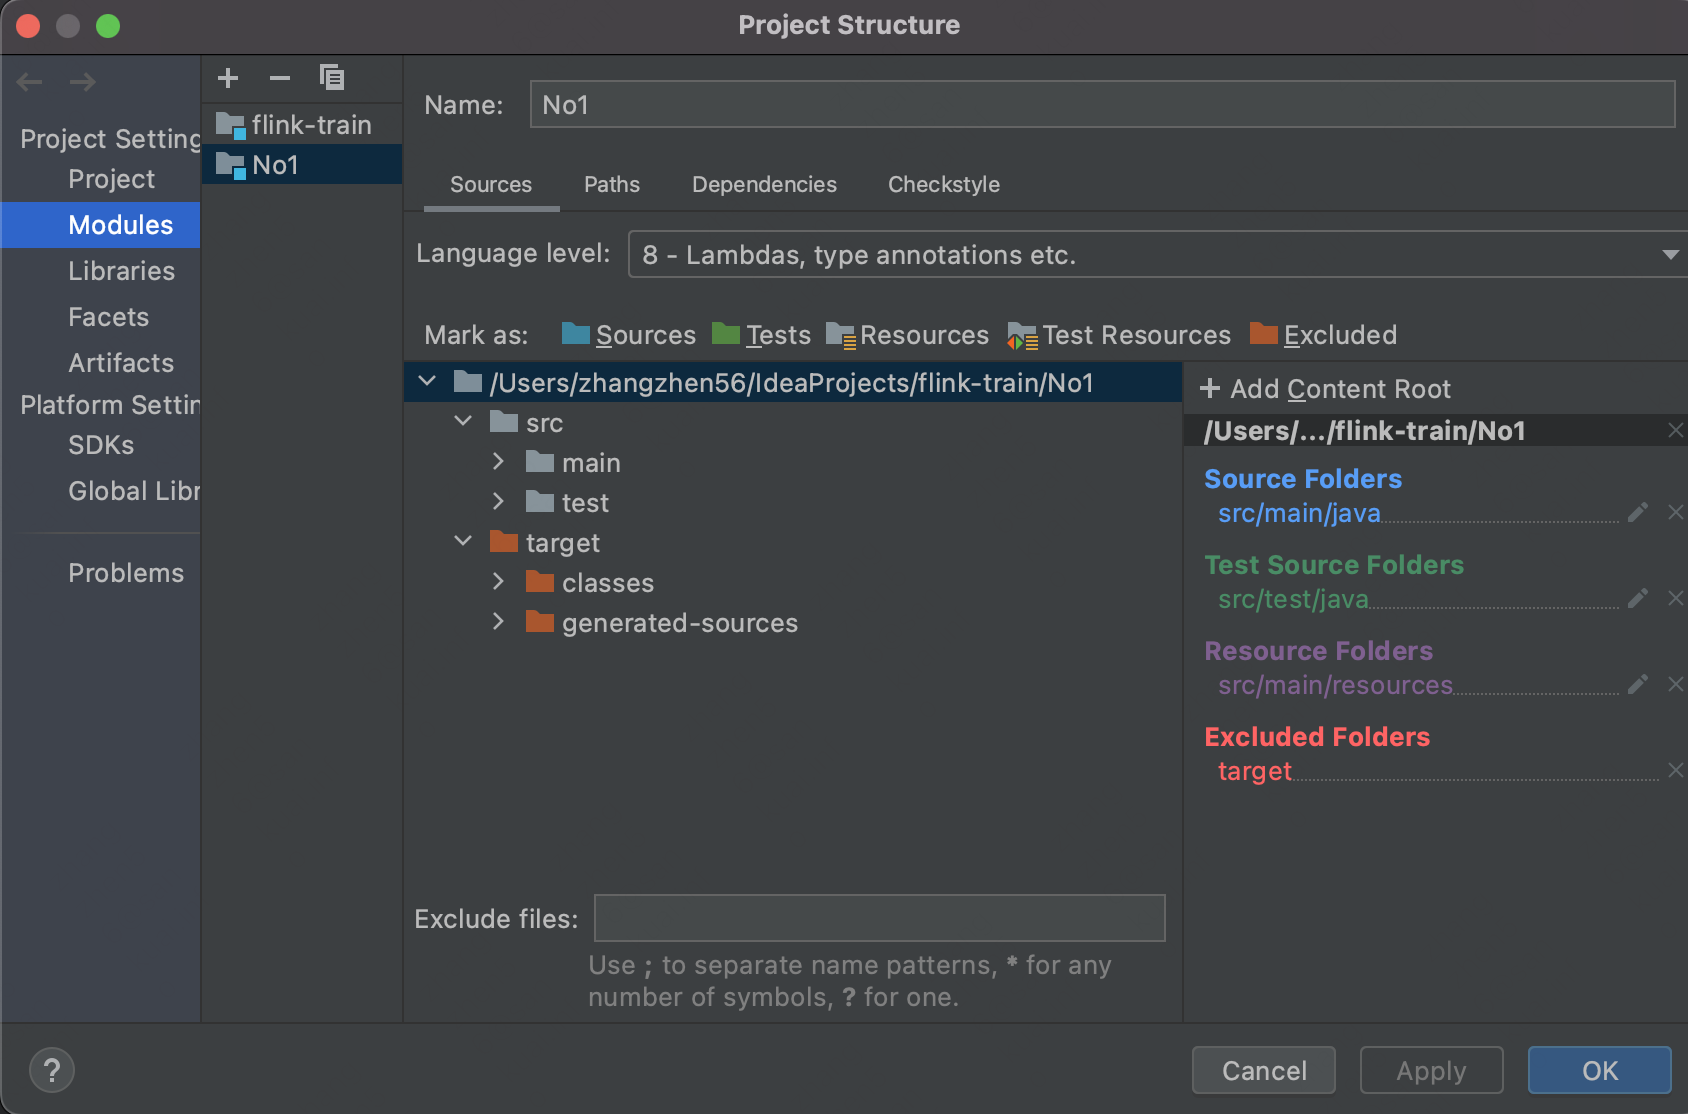 Project Structure
Project Setting
Project
Modules
Libraries
Facets
Artifacts
Platform Settin
SDKs
Global Libr
Problems
flink-train
No1
Name: No1
Sources Paths Dependencies Checkstyle
Language level: 8 - Lambdas, type annotations etc.
Mark as: Sources Tests Resources Test Resources Excluded
/Users/zhangzhen56/IdeaProjects/flink-train/No1
src
main
test
target
classes
generated-sources
Exclude files:
Use ; to separate name patterns, * for any
number of symbols, ? for one.
+ Add Content Root
/Users/.../flink-train/No1
Source Folders
src/main/java
Test Source Folders
src/test/java
Resource Folders
src/main/resources
Excluded Folders
target
?
Cancel Apply OK